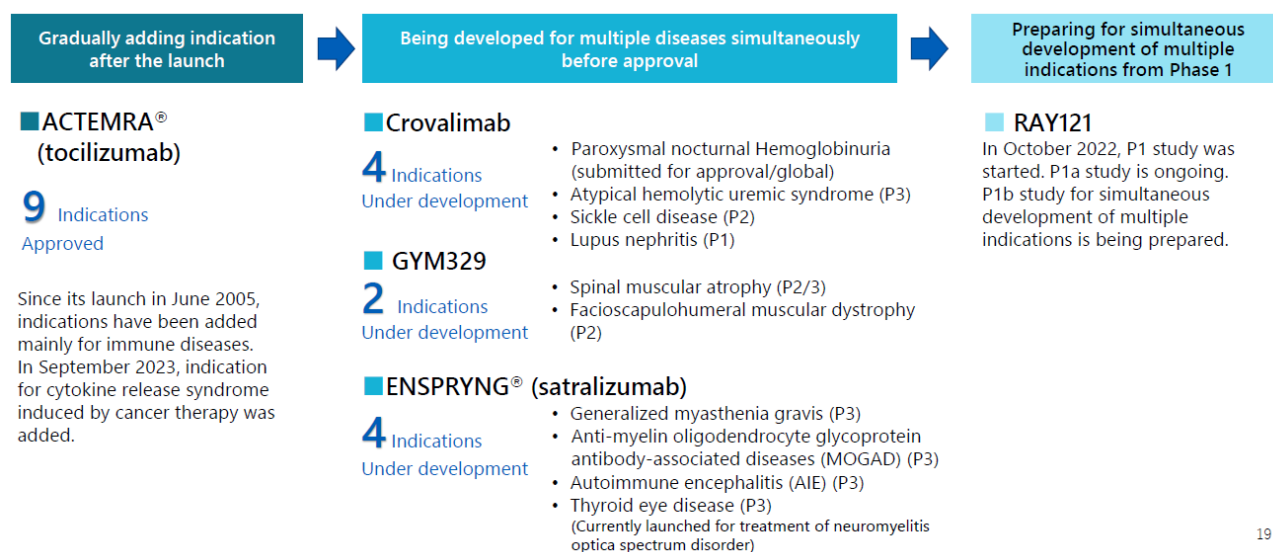 Gradually adding indication
after the launch
Being developed for multiple diseases simultaneously
before approval
Preparing for simultaneous
development of multiple
indications from Phase 1
ACTEMRA®
(tocilizumab)
9 Indications
Approved
Since its launch in June 2005,
indications have been added
mainly for immune diseases.
In September 2023, indication
for cytokine release syndrome
induced by cancer therapy was
added.
Crovalimab
4 Indications
Under development
• Paroxysmal nocturnal Hemoglobinuria
(submitted for approval/global)
• Atypical hemolytic uremic syndrome (P3)
• Sickle cell disease (P2)
• Lupus nephritis (P1)
GYM329
2 Indications
Under development
• Spinal muscular atrophy (P2/3)
• Facioscapulohumeral muscular dystrophy
(P2)
ENSPRYNG® (satralizumab)
4 Indications
Under development
• Generalized myasthenia gravis (P3)
• Anti-myelin oligodendrocyte glycoprotein
antibody-associated diseases (MOGAD) (P3)
• Autoimmune encephalitis (AIE) (P3)
• Thyroid eye disease (P3)
(Currently launched for treatment of neuromyelitis
optica spectrum disorder)
RAY121
In October 2022, P1 study was
started. P1a study is ongoing.
P1b study for simultaneous
development of multiple
indications is being prepared.
19